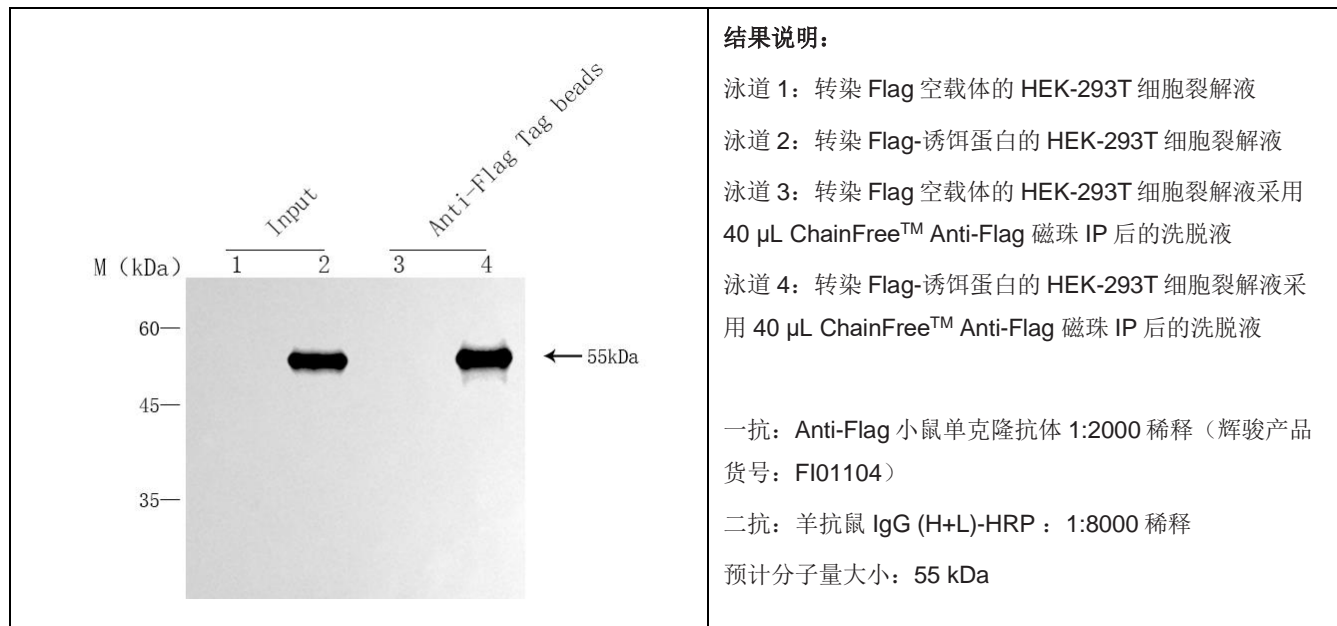 Input
Anti-Flag Tag beads
M (kDa) 1 2 3 4
60
45
35
55kDa
结果说明：
泳道 1：转染 Flag 空载体的 HEK-293T 细胞裂解液
泳道 2：转染 Flag-诱饵蛋白的 HEK-293T 细胞裂解液
泳道 3：转染 Flag 空载体的 HEK-293T 细胞裂解液采用
40 μL ChainFree™ Anti-Flag 磁珠 IP 后的洗脱液
泳道 4：转染 Flag-诱饵蛋白的 HEK-293T 细胞裂解液采
用 40 μL ChainFree™ Anti-Flag 磁珠 IP 后的洗脱液
一抗：Anti-Flag 小鼠单克隆抗体 1:2000 稀释（辉骏产品
货号：FI01104）
二抗：羊抗鼠 IgG (H+L)-HRP ：1:8000 稀释
预计分子量大小：55 kDa